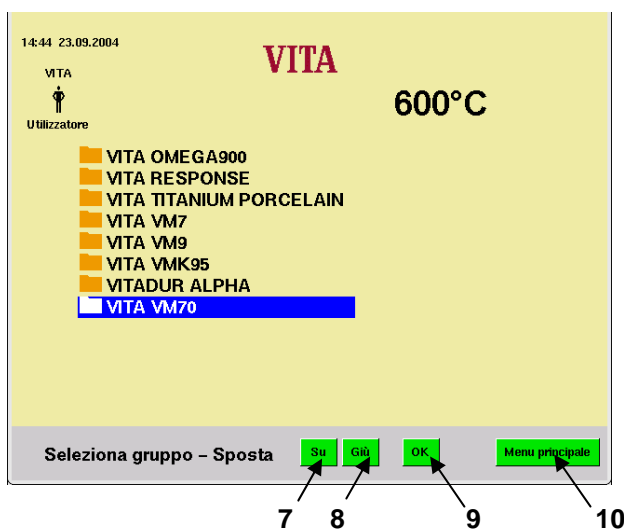 14:44 23.09.2004
VITA
VITA
600°C
Utilizzatore
VITA OMEGA900
VITA RESPONSE
VITA TITANIUM PORCELAIN
VITA VM7
VITA VM9
VITA VMK95
VITADUR ALPHA
VITA VM70
Seleziona gruppo – Sposta Su Giù OK Menu principale
7 8 9 10